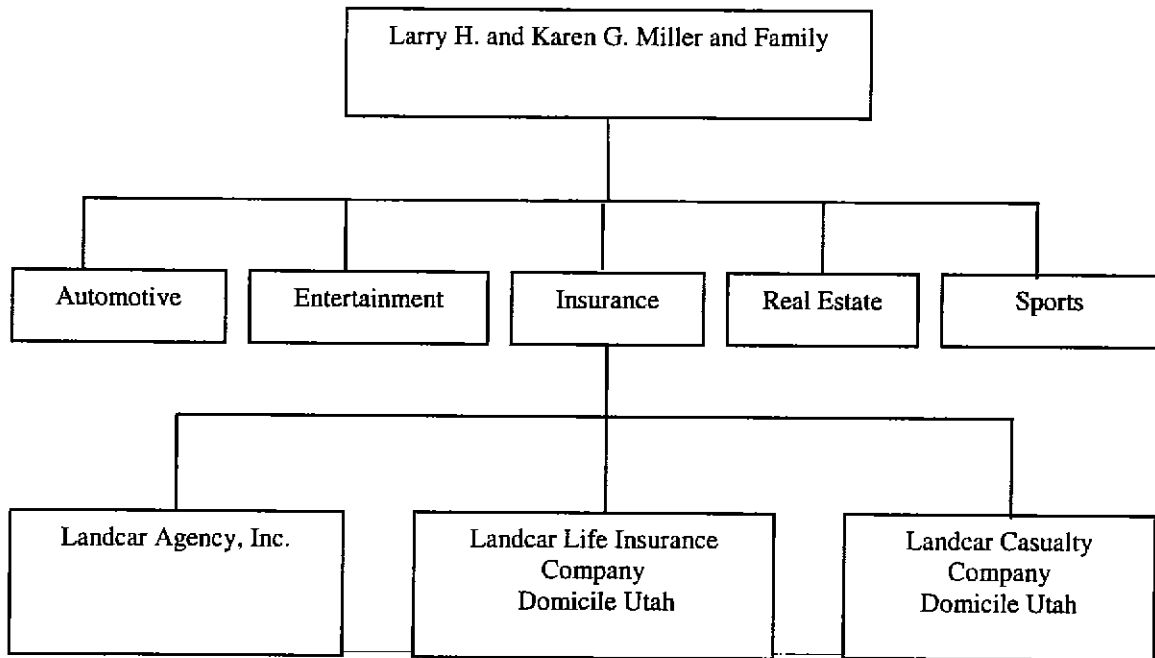 Larry H. and Karen G. Miller and Family
Automotive
Entertainment
Insurance
Real Estate
Sports
Landcar Agency, Inc.
Landcar Life Insurance
Company
Domicile Utah
Landcar Casualty
Company
Domicile Utah